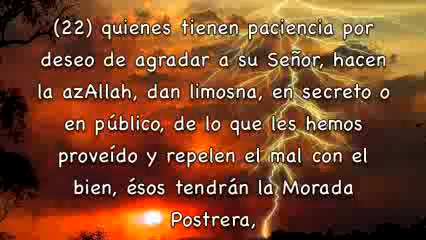 (22) quienes tienen paciencia por
deseo de agradar a su Señor, hacen
la azAllah, dan limosna, en secreto o
en público, de lo que les hemos
proveído y repelen el mal con el
bien, ésos tendrán la Morada
Postrera,